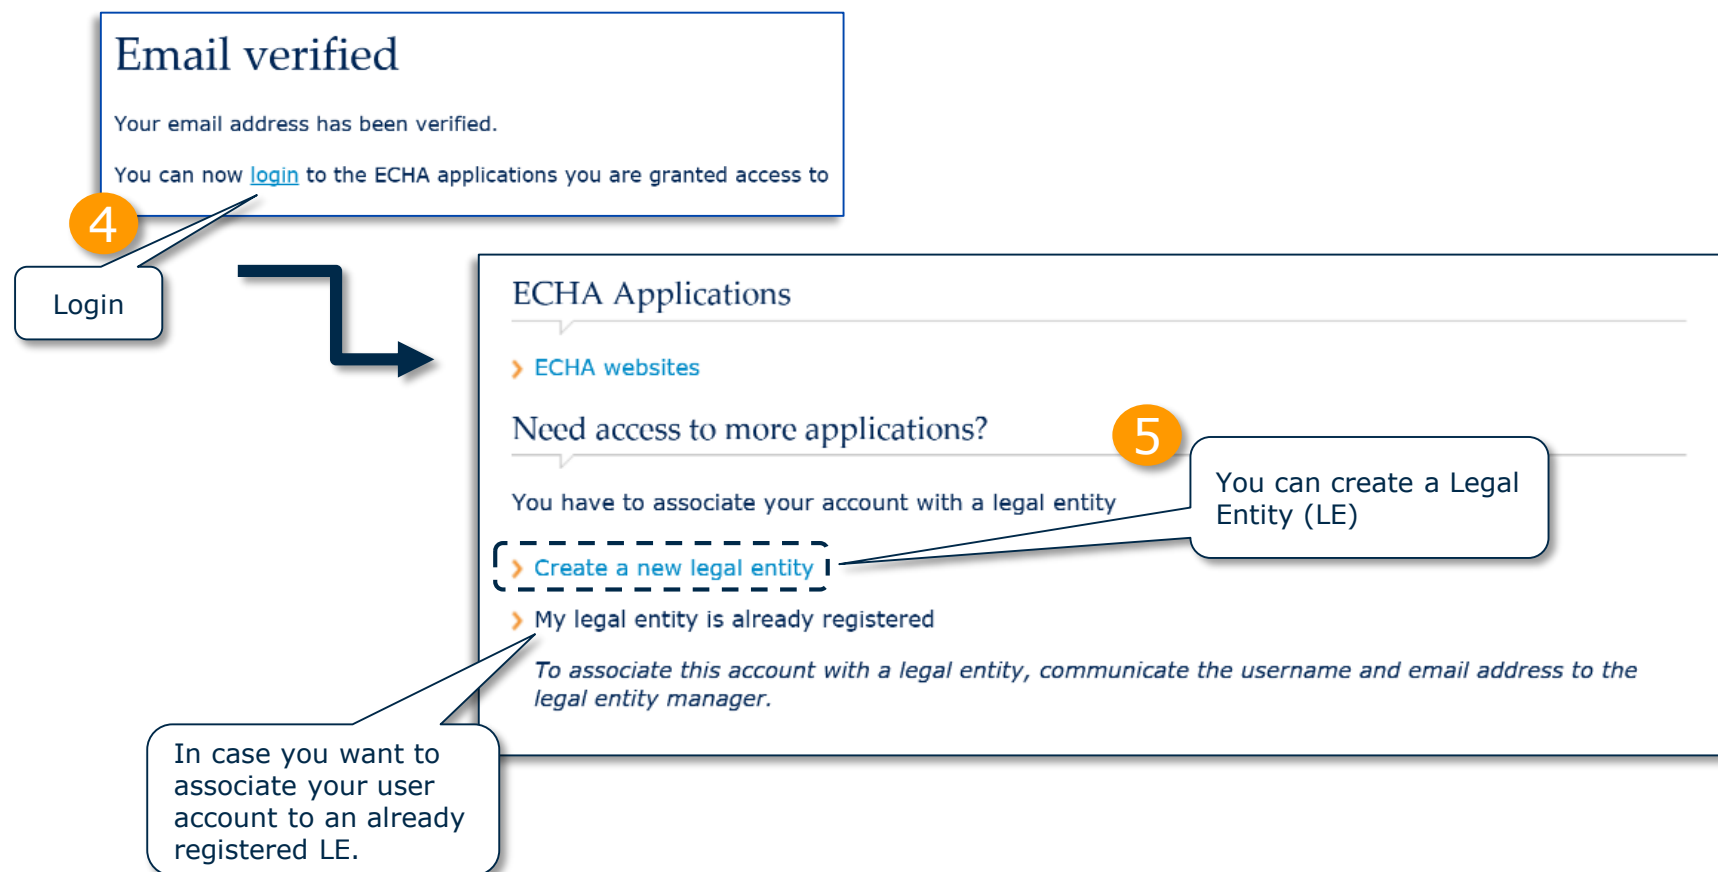 Email verified
Your email address has been verified.
You can now login to the ECHA applications you are granted access to
4
Login
ECHA Applications
ECHA websites
Need access to more applications?
5
You can create a Legal
Entity (LE)
You have to associate your account with a legal entity
Create a new legal entity
My legal entity is already registered
To associate this account with a legal entity, communicate the username and email address to the
legal entity manager.
In case you want to
associate your user
account to an already
registered LE.